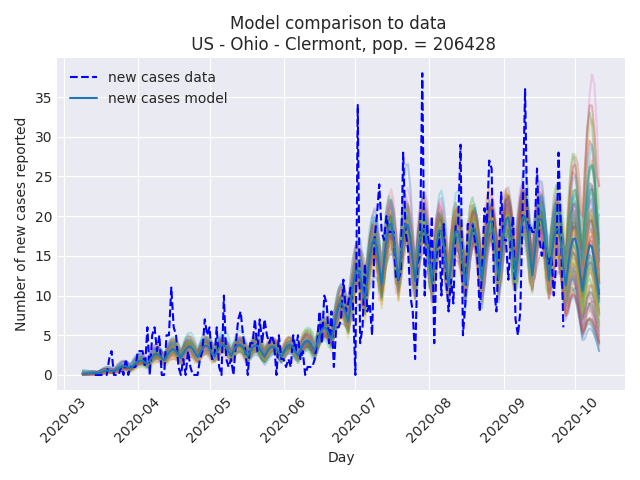 Model comparison to data
US - Ohio - Clermont, pop. = 206428
new cases data
new cases model
Number of new cases reported
35
30
25
20
15
10
5
0
2020-03
2020-04
2020-05
2020-06
2020-07
2020-08
2020-09
2020-10
Day